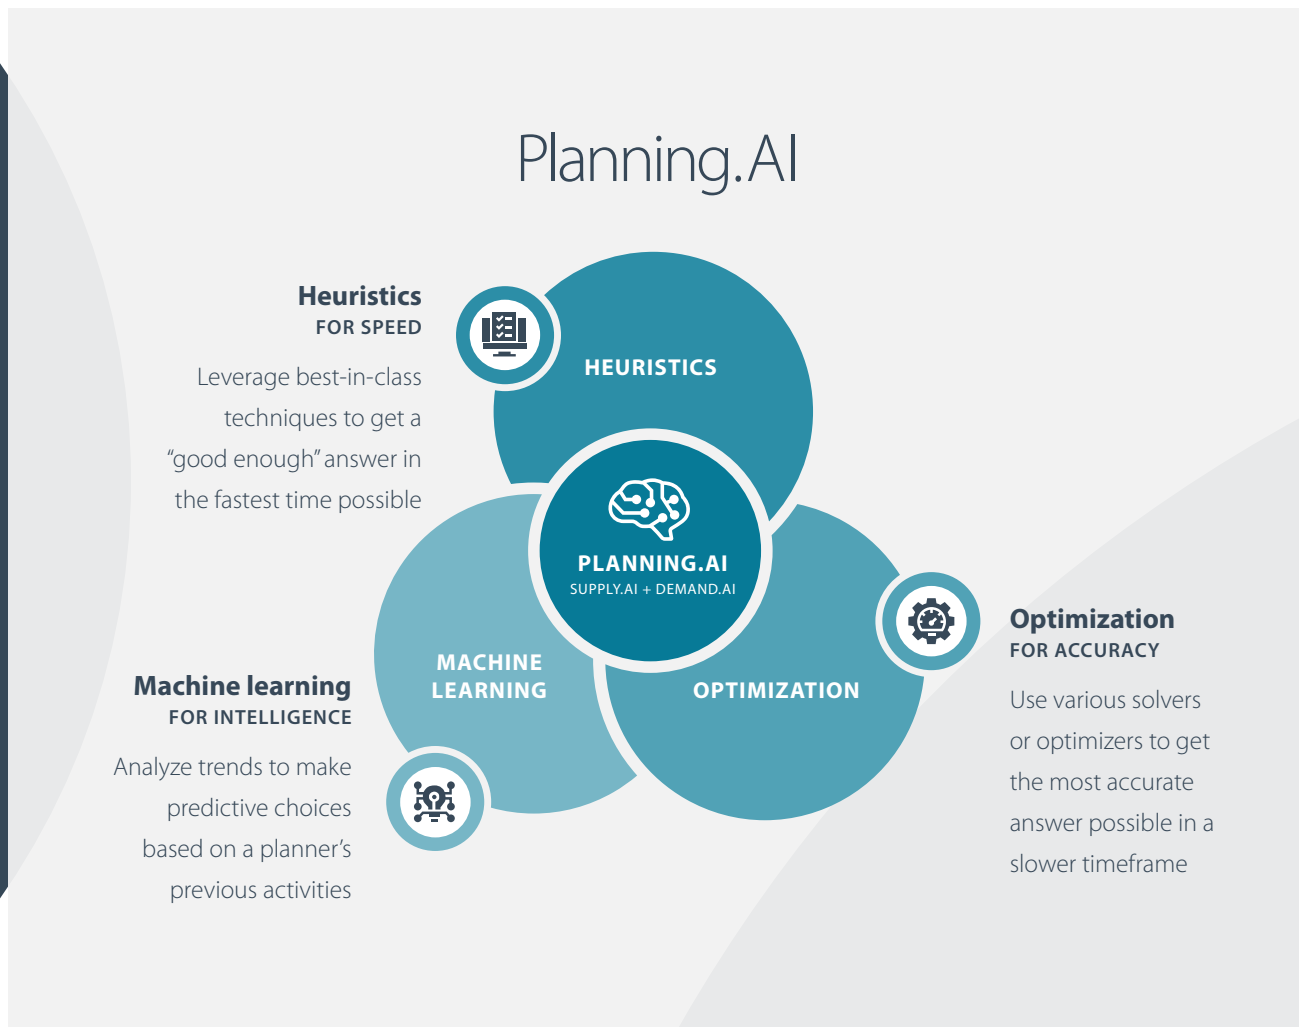 Planning.AI
Heuristics
FOR SPEED
Leverage best-in-class
techniques to get a
“good enough” answer in
the fastest time possible
HEURISTICS
PLANNING.AI
SUPPLY.AI + DEMAND.AI
MACHINE
LEARNING
OPTIMIZATION
Optimization
FOR ACCURACY
Use various solvers
or optimizers to get
the most accurate
answer possible in a
slower timeframe
Machine learning
FOR INTELLIGENCE
Analyze trends to make
predictive choices
based on a planner’s
previous activities